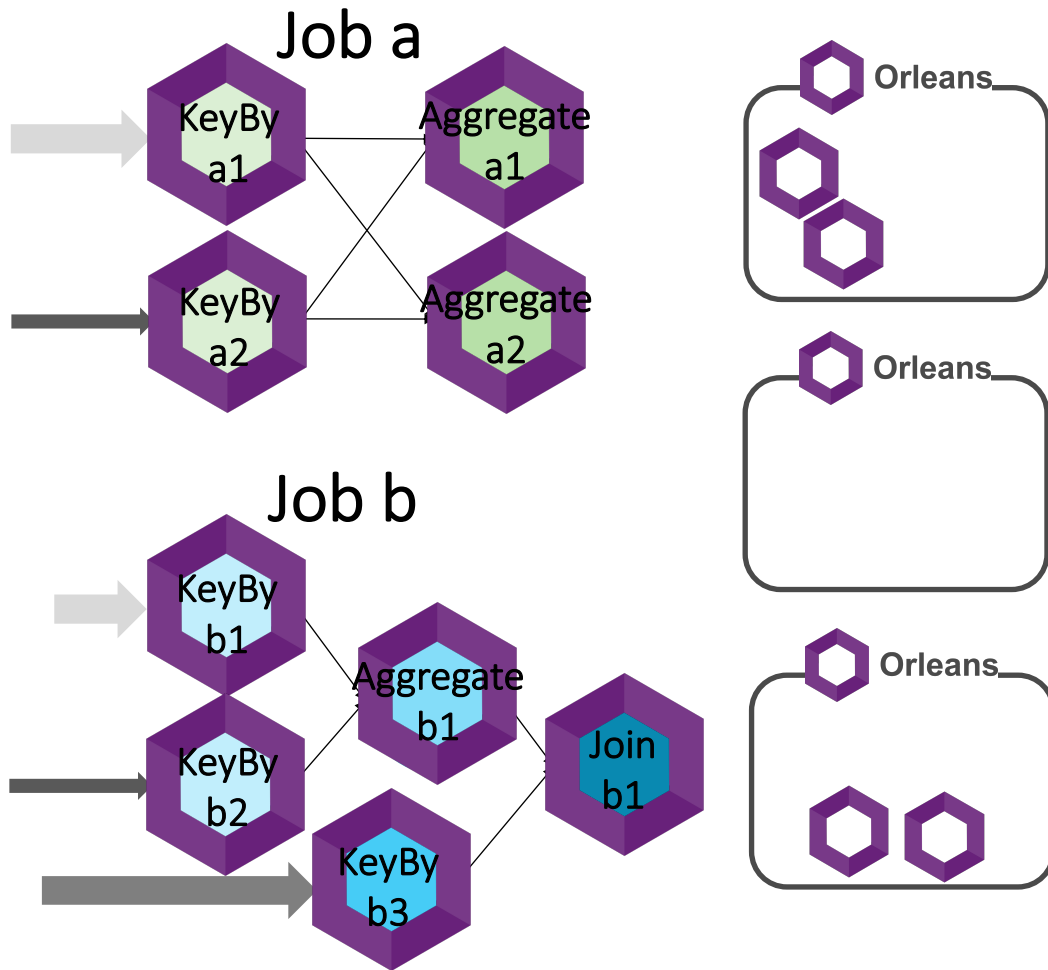 Job a
KeyBy
a1
Aggregate
a1
KeyBy
a2
Aggregate
a2
Job b
KeyBy
b1
KeyBy
b2
Aggregate
b1
KeyBy
b3
Join
b1
Orleans
Orleans
Orleans